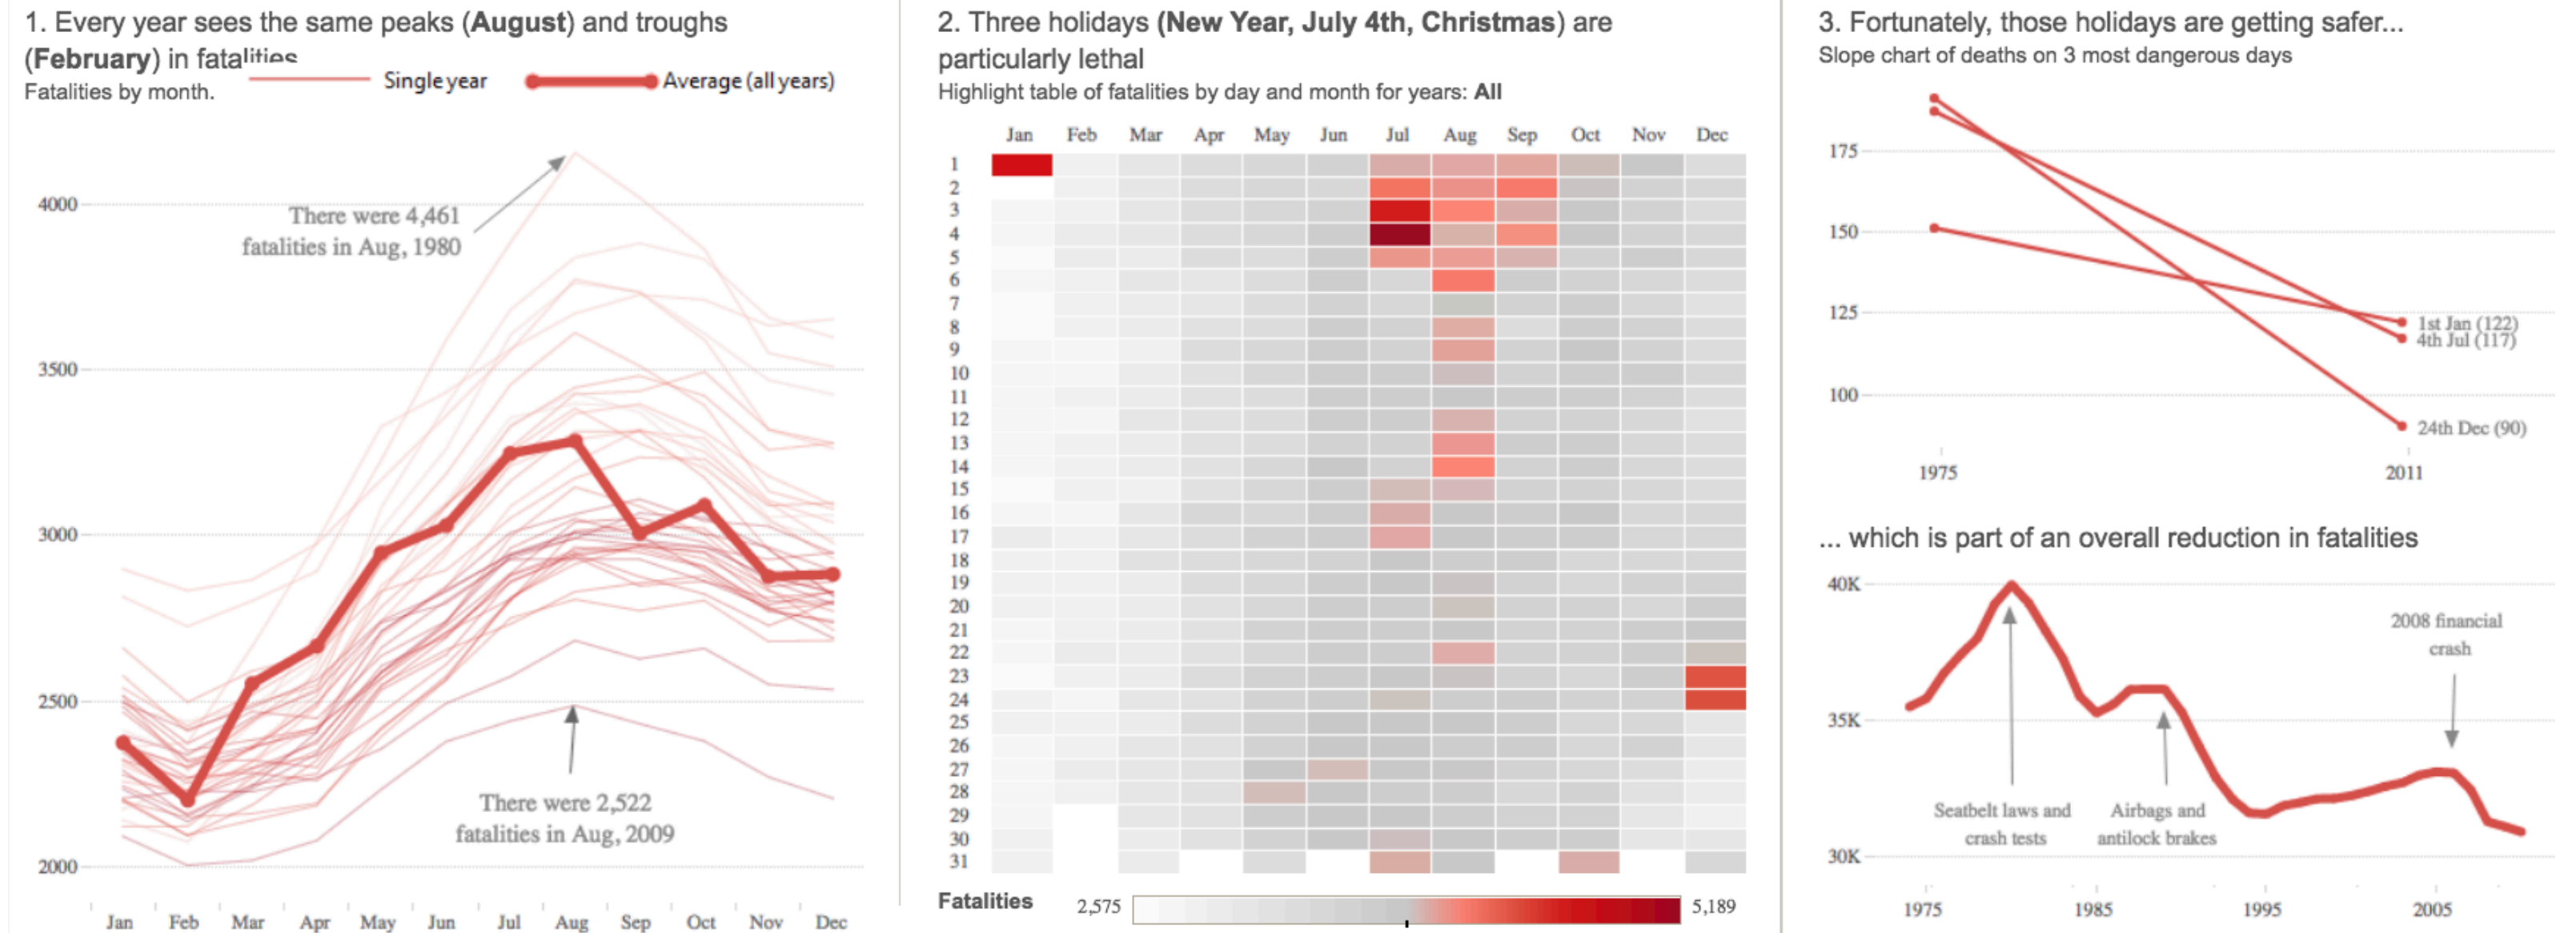 1. Every year sees the same peaks (August) and troughs
(February) in fatalities
Fatalities by month.
Single year
Average (all years)
4000
3500
3000
2500
2000
There were 4,461
fatalities in Aug, 1980
There were 2,522
fatalities in Aug, 2009
Jan Feb Mar Apr May Jun Jul Aug Sep Oct Nov Dec
2. Three holidays (New Year, July 4th, Christmas) are
particularly lethal
Highlight table of fatalities by day and month for years: All
Jan Feb Mar Apr May Jun Jul Aug Sep Oct Nov Dec
1
2
3
4
5
6
7
8
9
10
11
12
13
14
15
16
17
18
19
20
21
22
23
24
25
26
27
28
29
30
31
Fatalities 2,575 5,189
3. Fortunately, those holidays are getting safer...
Slope chart of deaths on 3 most dangerous days
175
150
125
100
1st Jan (122)
4th Jul (117)
24th Dec (90)
1975 2011
... which is part of an overall reduction in fatalities
40K
35K
30K
2008 financial
crash
Seatbelt laws and
crash tests
Airbags and
antilock brakes
1975 1985 1995 2005